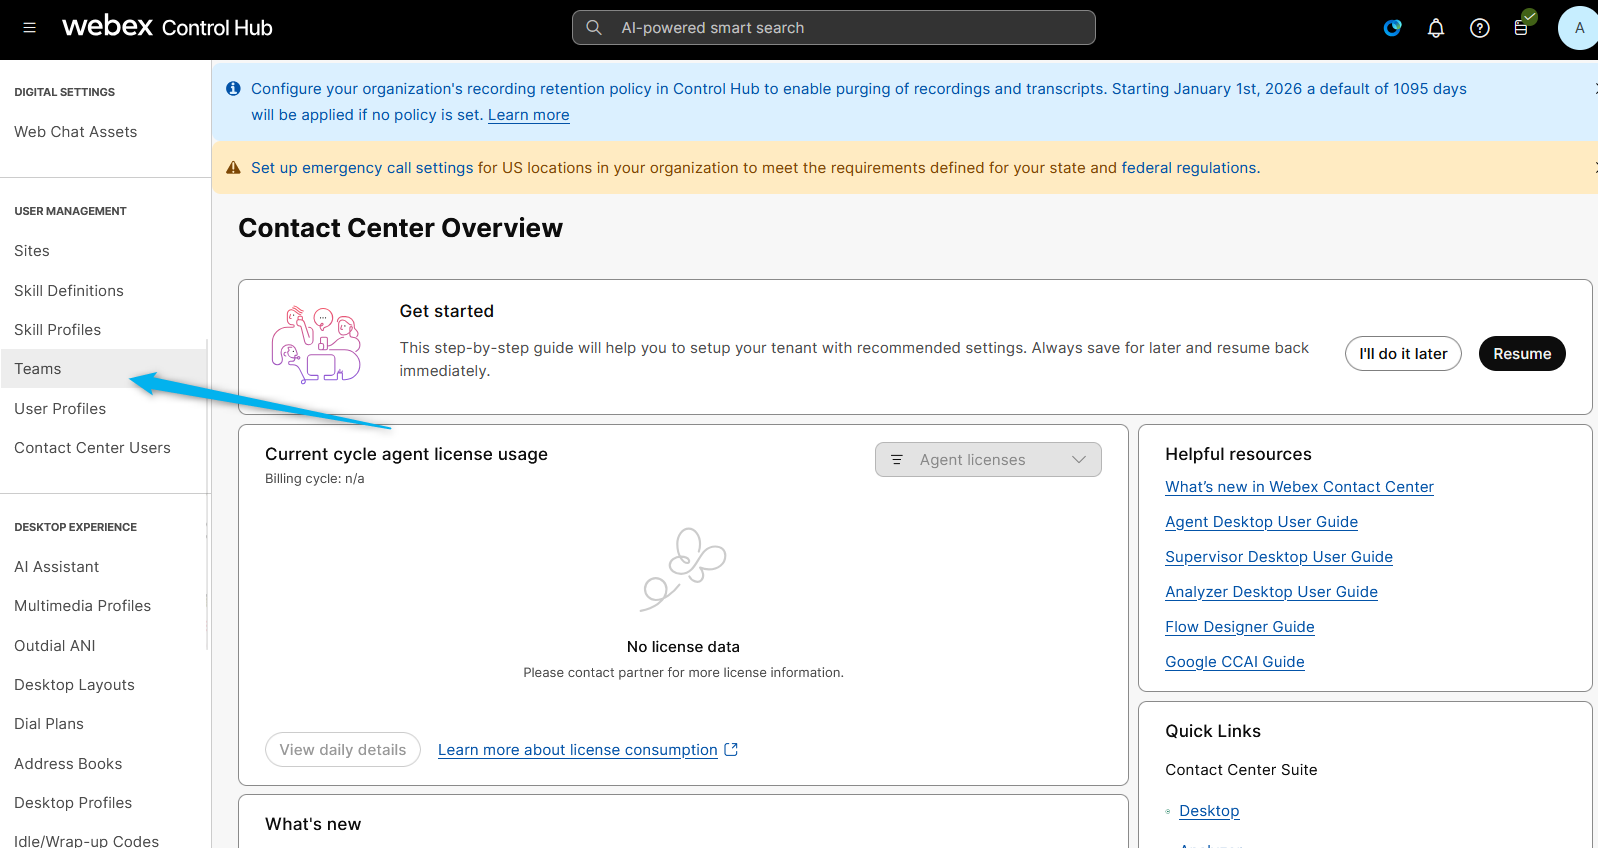 webex Control Hub
AI-powered smart search
A
DIGITAL SETTINGS
Web Chat Assets
USER MANAGEMENT
Sites
Skill Definitions
Skill Profiles
Teams
User Profiles
Contact Center Users
DESKTOP EXPERIENCE
AI Assistant
Multimedia Profiles
Outdial ANI
Desktop Layouts
Dial Plans
Address Books
Desktop Profiles
Idle/Wrap-up Codes
Configure your organization's recording retention policy in Control Hub to enable purging of recordings and transcripts. Starting January 1st, 2026 a default of 1095 days
will be applied if no policy is set. Learn more
Set up emergency call settings for US locations in your organization to meet the requirements defined for your state and federal regulations.
Contact Center Overview
Get started
This step-by-step guide will help you to setup your tenant with recommended settings. Always save for later and resume back
immediately.
I'll do it later
Resume
Current cycle agent license usage
Billing cycle: n/a
Agent licenses
No license data
Please contact partner for more license information.
View daily details
Learn more about license consumption
What's new
Helpful resources
What's new in Webex Contact Center
Agent Desktop User Guide
Supervisor Desktop User Guide
Analyzer Desktop User Guide
Flow Designer Guide
Google CCAI Guide
Quick Links
Contact Center Suite
Desktop